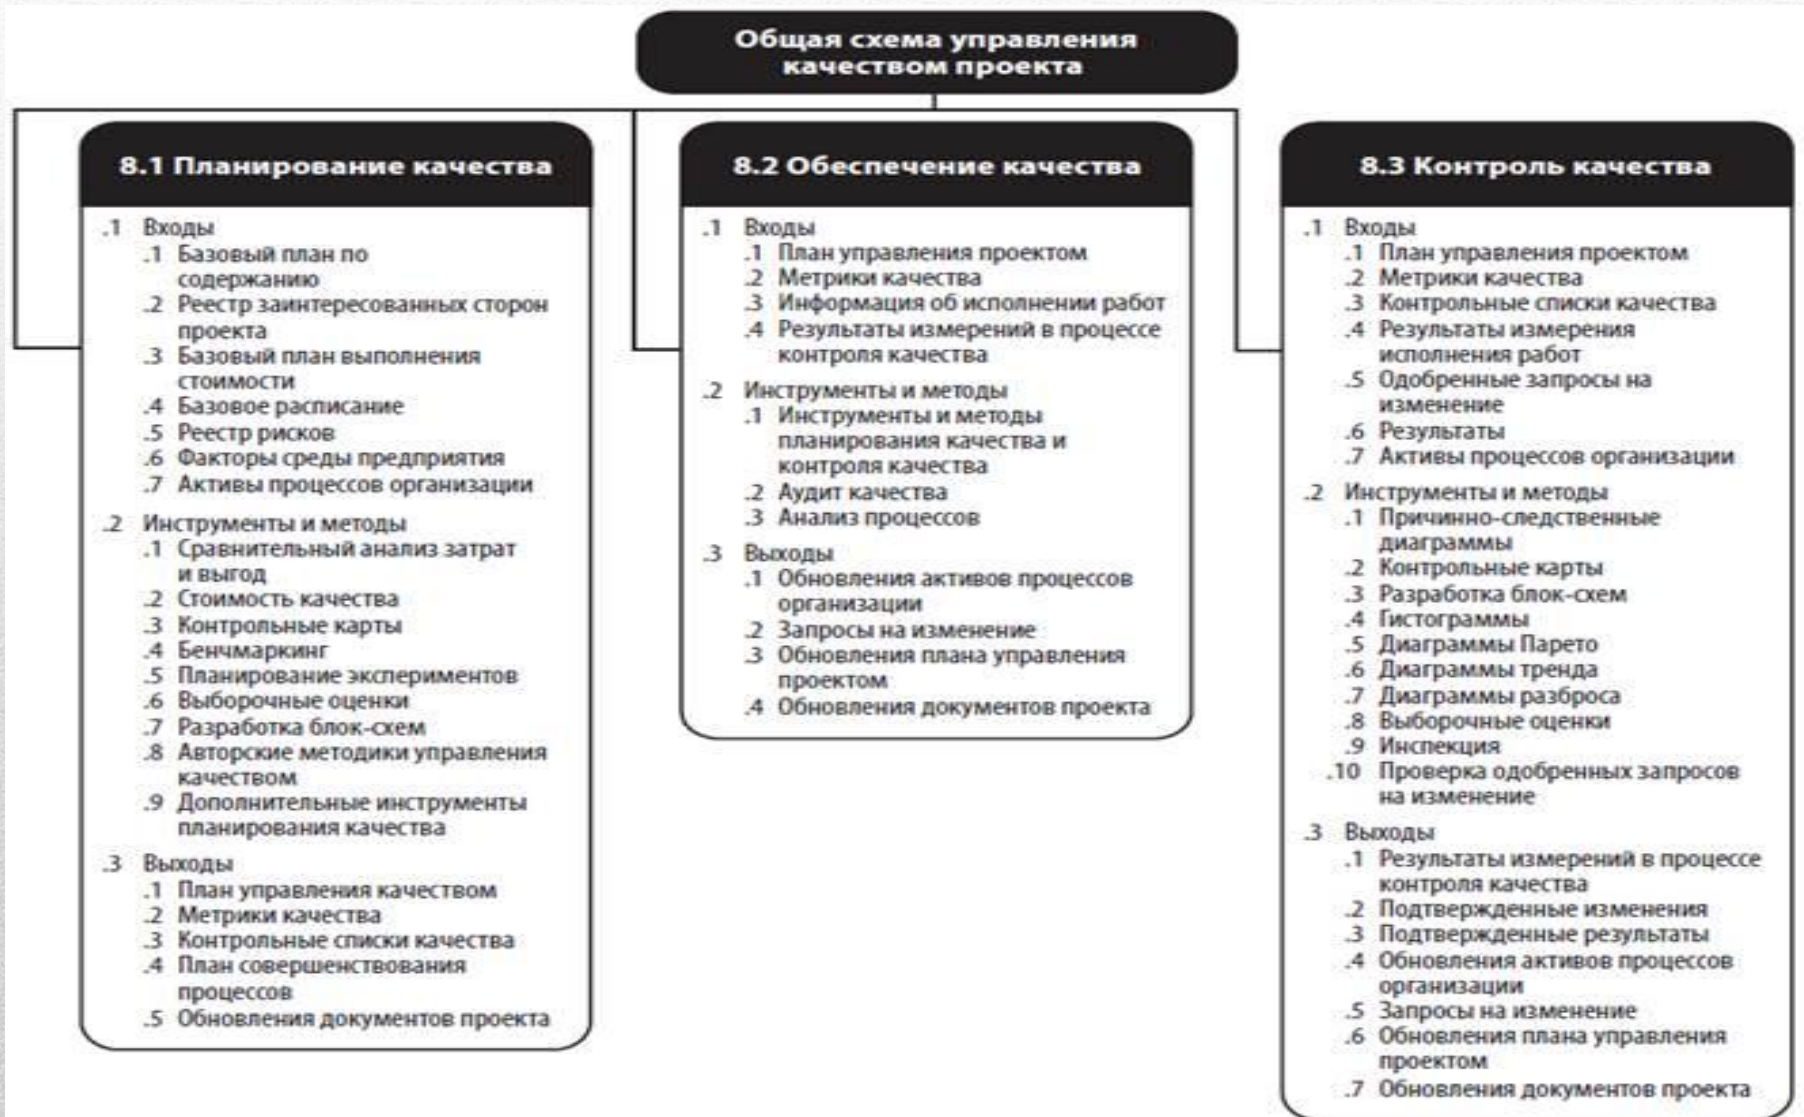 Общая схема управления
качеством проекта
8.1 Планирование качества
.1 Входы
.1 Базовый план по
содержанию
.2 Реестр заинтересованных сторон
проекта
.3 Базовый план выполнения
стоимости
.4 Базовое расписание
.5 Реестр рисков
.6 Факторы среды предприятия
.7 Активы процессов организации
.2 Инструменты и методы
.1 Сравнительный анализ затрат
и выгод
.2 Стоимость качества
.3 Контрольные карты
.4 Бенчмаркинг
.5 Планирование экспериментов
.6 Выборочные оценки
.7 Разработка блок-схем
.8 Авторские методики управления
качеством
.9 Дополнительные инструменты
планирования качества
.3 Выходы
.1 План управления качеством
.2 Метрики качества
.3 Контрольные списки качества
.4 План совершенствования
процессов
.5 Обновления документов проекта
8.2 Обеспечение качества
.1 Входы
.1 План управления проектом
.2 Метрики качества
.3 Информация об исполнении работ
.4 Результаты измерений в процессе
контроля качества
.2 Инструменты и методы
.1 Инструменты и методы
планирования качества и
контроля качества
.2 Аудит качества
.3 Анализ процессов
.3 Выходы
.1 Обновления активов процессов
организации
.2 Запросы на изменение
.3 Обновления плана управления
проектом
.4 Обновления документов проекта
8.3 Контроль качества
.1 Входы
.1 План управления проектом
.2 Метрики качества
.3 Контрольные списки качества
.4 Результаты измерения
исполнения работ
.5 Одобренные запросы на
изменение
.6 Результаты
.7 Активы процессов организации
.2 Инструменты и методы
.1 Причинно-следственные
диаграммы
.2 Контрольные карты
.3 Разработка блок-схем
.4 Гистограммы
.5 Диаграммы Парето
.6 Диаграммы тренда
.7 Диаграммы разброса
.8 Выборочные оценки
.9 Инспекция
.10 Проверка одобренных запросов
на изменение
.3 Выходы
.1 Результаты измерений в процессе
контроля качества
.2 Подтвержденные изменения
.3 Подтвержденные результаты
.4 Обновления активов процессов
организации
.5 Запросы на изменение
.6 Обновления плана управления
проектом
.7 Обновления документов проекта